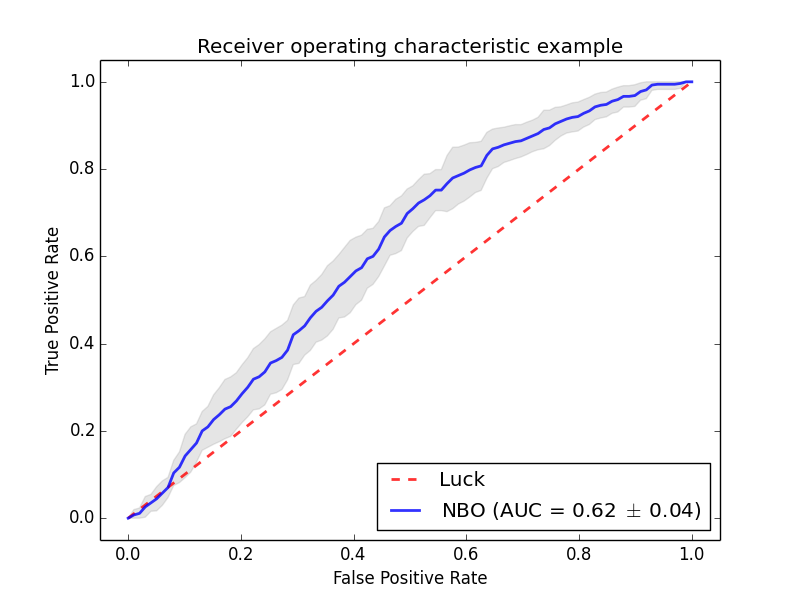 Receiver operating characteristic example
True Positive Rate
1.0
0.8
0.6
0.4
0.2
0.0
Luck
NBO (AUC = 0.62 ± 0.04)
0.0 0.2 0.4 0.6 0.8 1.0
False Positive Rate